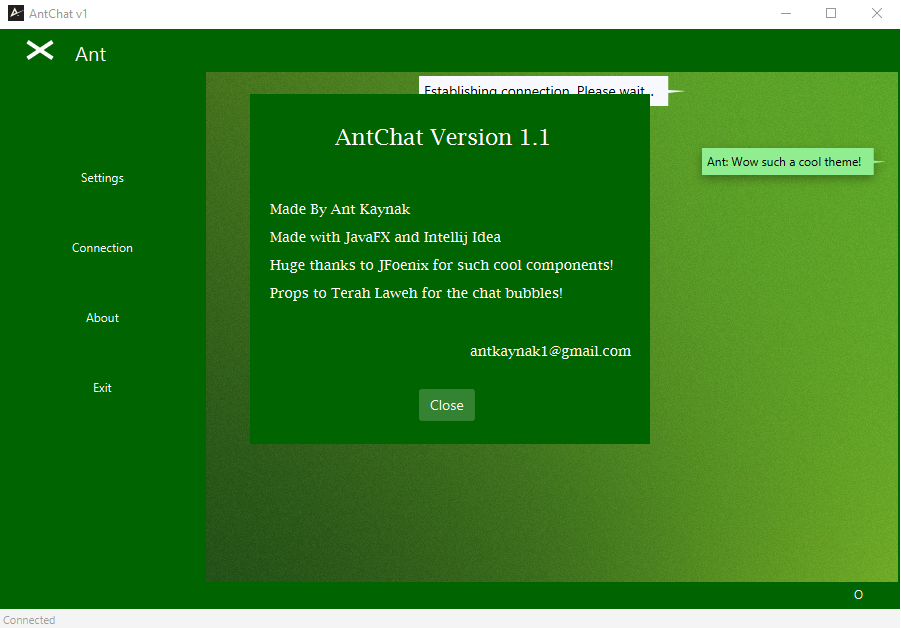 AntChat v1
Ant
Settings
Connection
About
Exit
Establishing connection. Please wait..
Ant: Wow such a cool theme!
AntChat Version 1.1
Made By Ant Kaynak
Made with JavaFX and Intellij Idea
Huge thanks to JFoenix for such cool components!
Props to Terah Laweh for the chat bubbles!
antkaynak1@gmail.com
Close
O
Connected